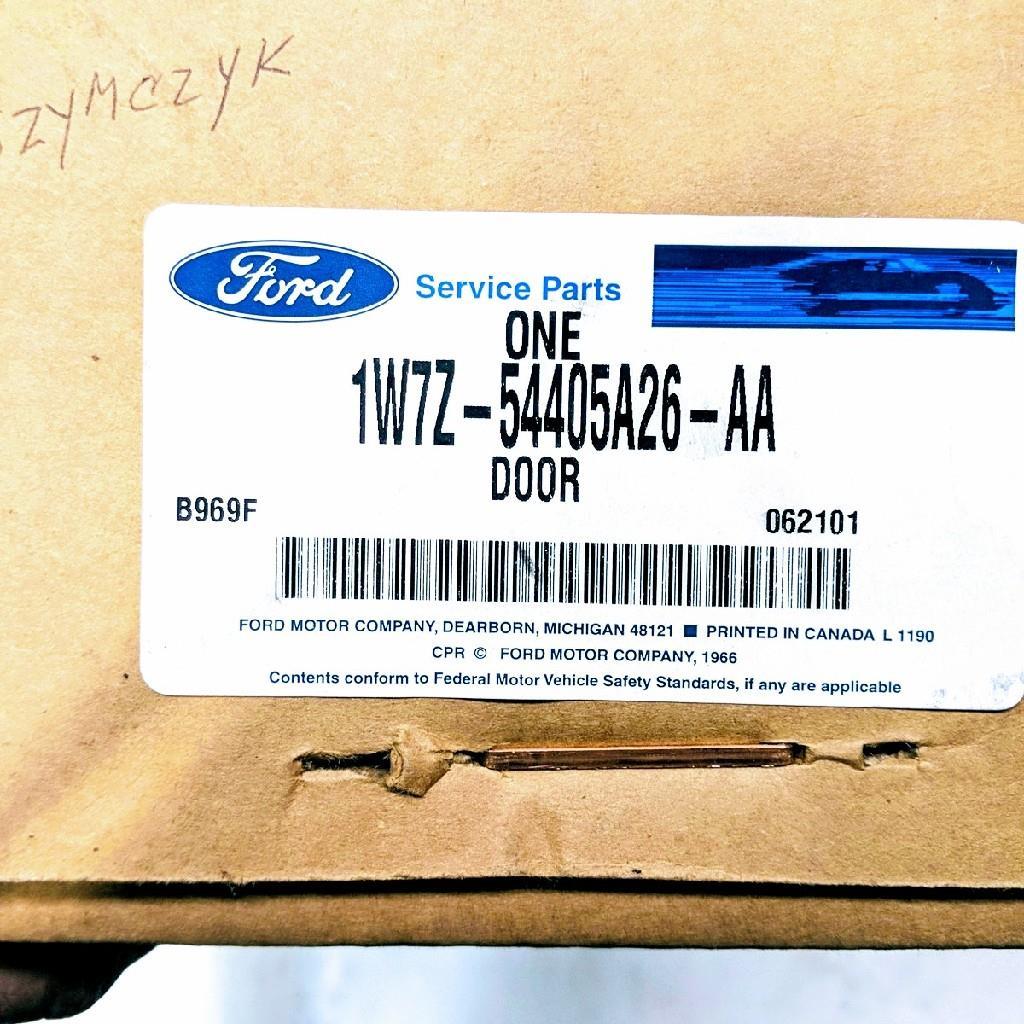 ZYMCZYK
Ford Service Parts
ONE
1W7Z-54405A26-AA
DOOR
B969F 062101
FORD MOTOR COMPANY, DEARBORN, MICHIGAN 48121 ■ PRINTED IN CANADA L 1190
CPR © FORD MOTOR COMPANY, 1966
Contents conform to Federal Motor Vehicle Safety Standards, if any are applicable